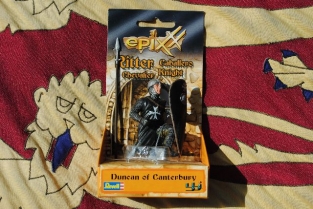 epixx
Ritter Caballero
Chevalier Knight
Duncan of Canterbury
Revell